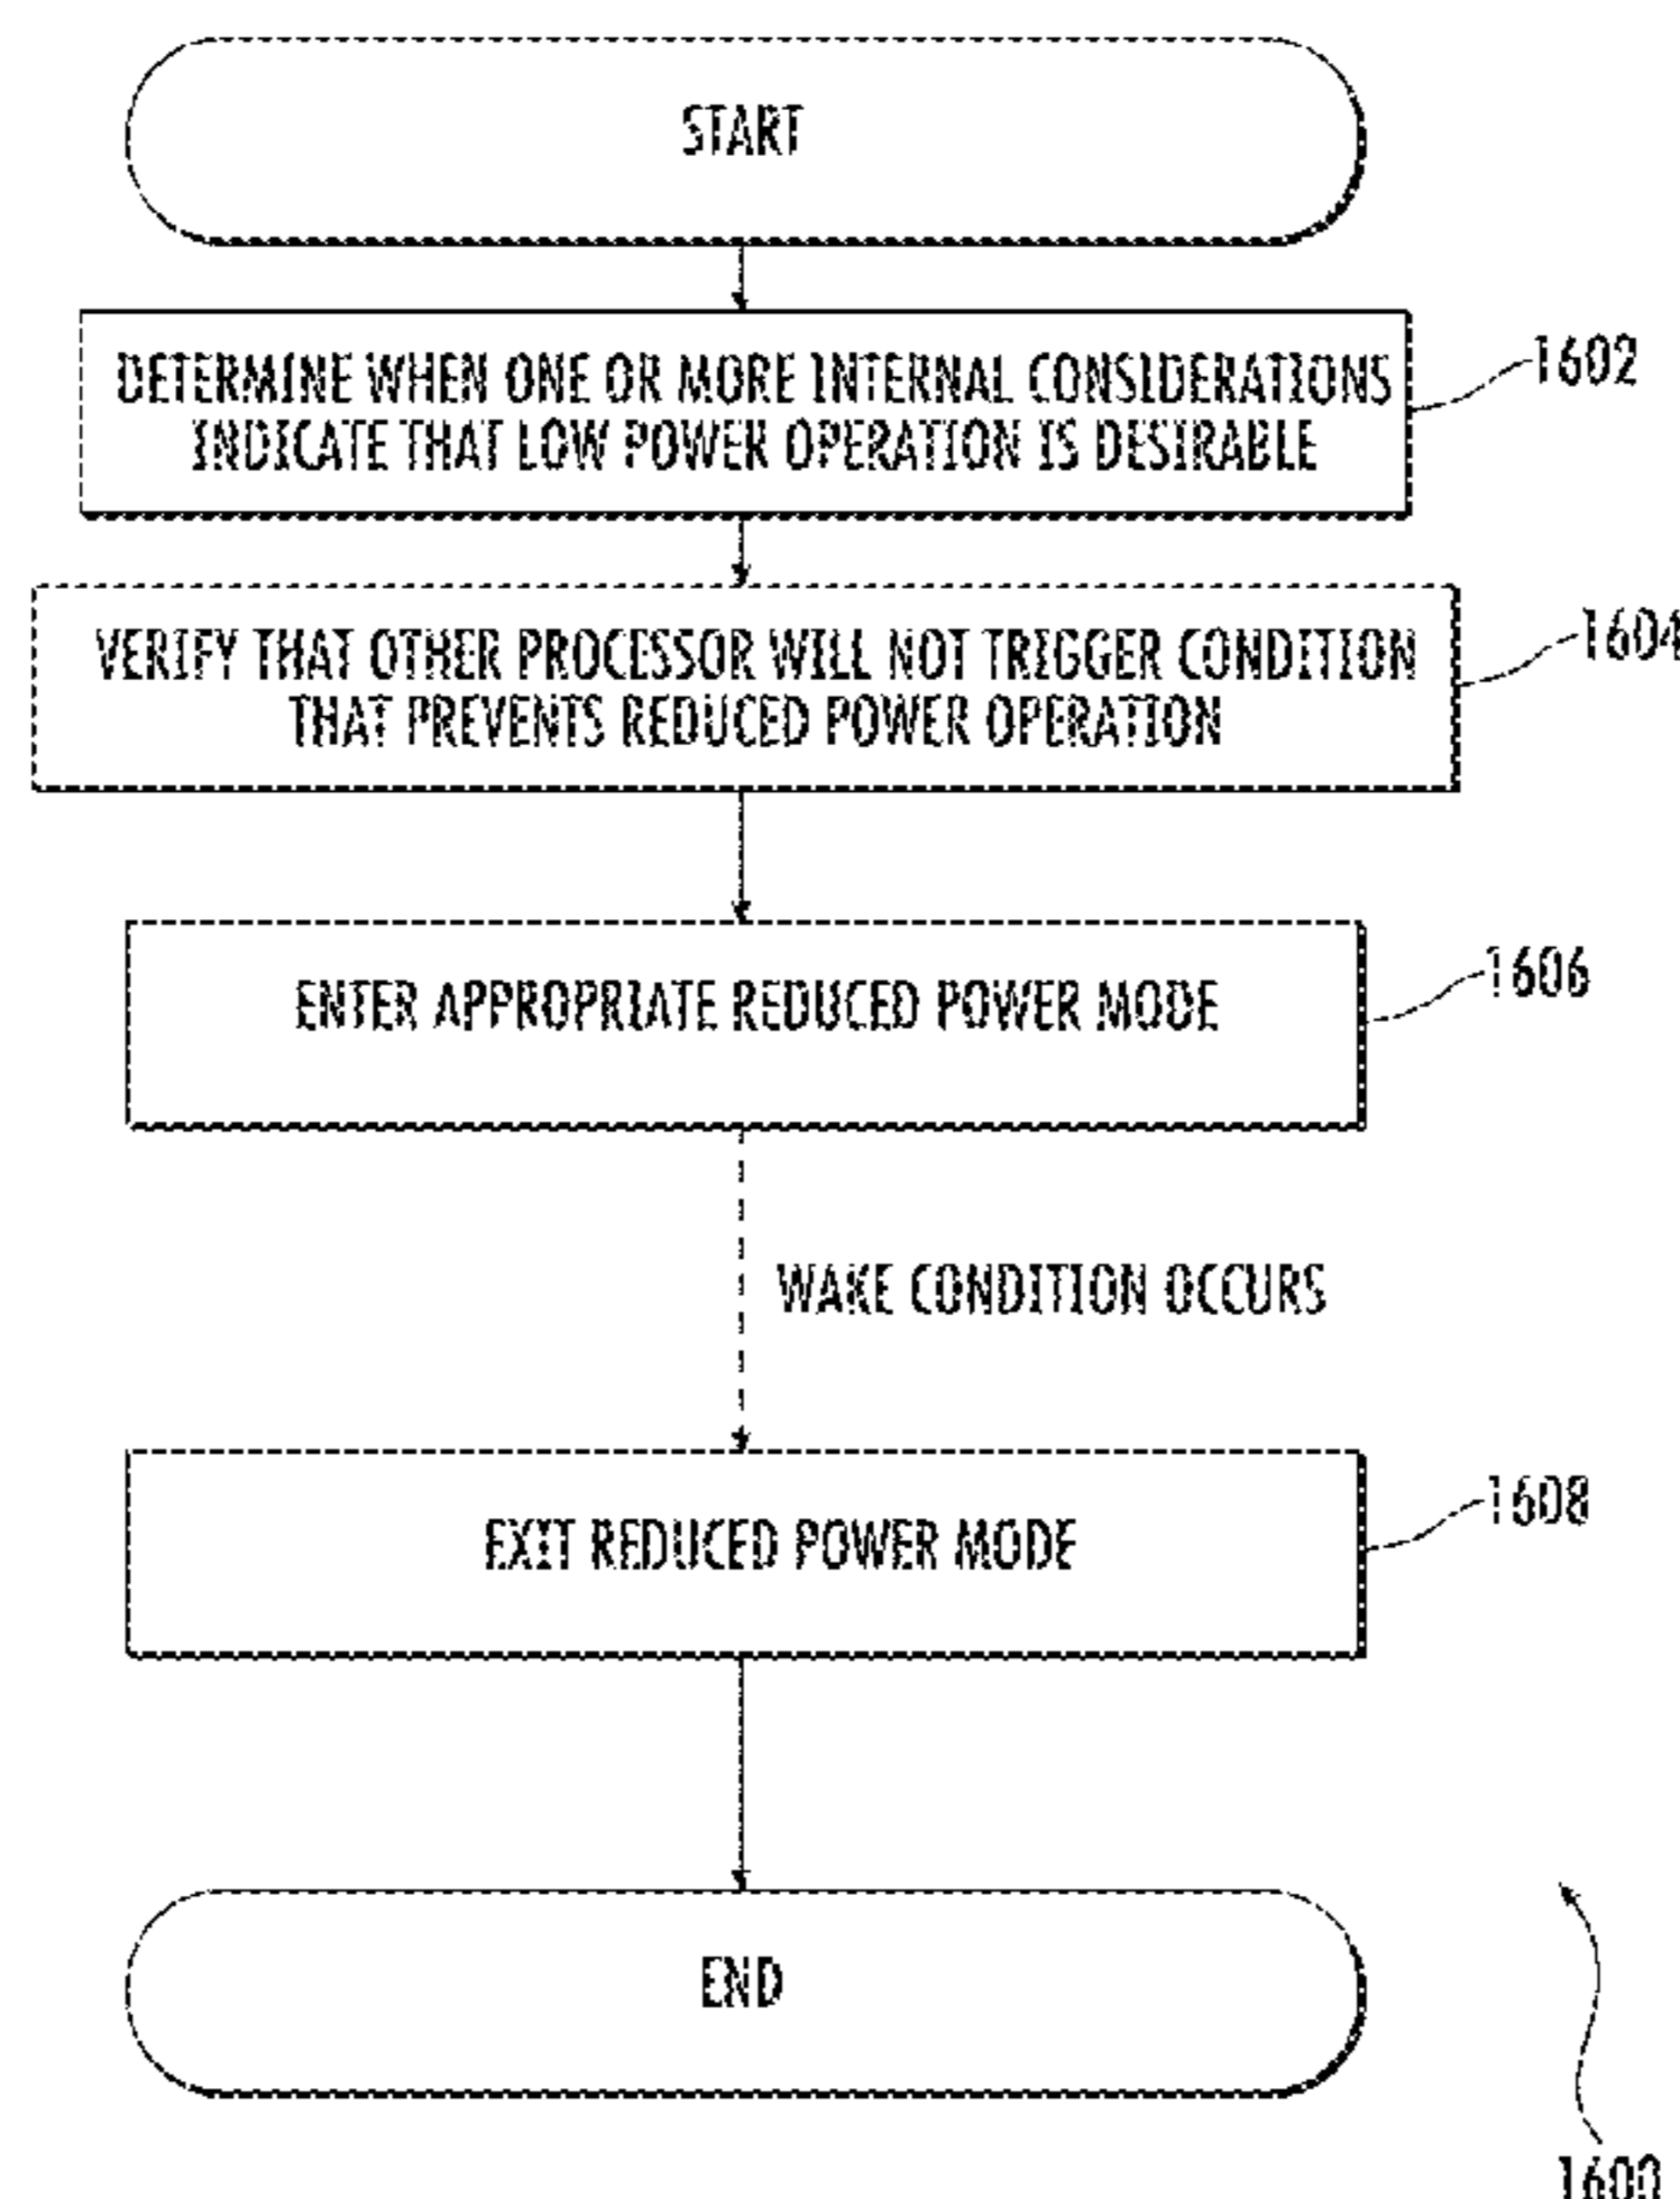 START
DETERMINE WHEN ONE OR MORE INTERNAL CONSIDERATIONS
INDICATE THAT LOW POWER OPERATION IS DESIRABLE
1602
VERIFY THAT OTHER PROCESSOR WILL NOT TRIGGER CONDITION
THAT PREVENTS REDUCED POWER OPERATION
1604
ENTER APPROPRIATE REDUCED POWER MODE
1606
WAKE CONDITION OCCURS
EXIT REDUCED POWER MODE
1608
END
1600